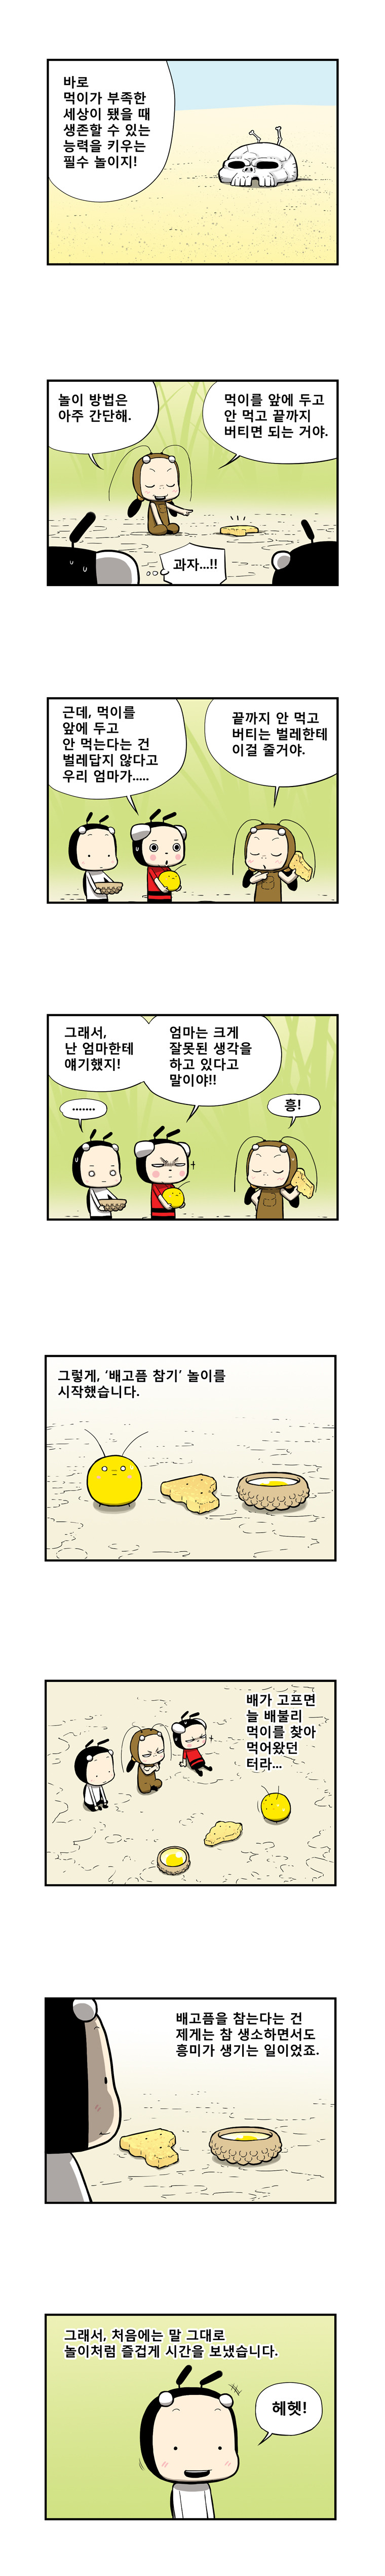 바로
먹이가 부족한
세상이 됐을 때
생존할 수 있는
능력을 키우는
필수 놀이지!
놀이 방법은
아주 간단해.
먹이를 앞에 두고
안 먹고 끝까지
버티면 되는 거야.
과자...!!
근데, 먹이를
앞에 두고
안 먹는다는 건
벌레답지 않다고
우리 엄마가.....
끝까지 안 먹고
버티는 벌레한테
이걸 줄거야.
그래서,
난 엄마한테
얘기했지!
엄마는 크게
잘못된 생각을
하고 있다고
말이야!!
.......
흥!
그렇게, ‘배고픔 참기’ 놀이를
시작했습니다.
배가 고프면
늘 배불리
먹이를 찾아
먹어왔던
터라...
배고픔을 참는다는 건
제게는 참 생소하면서도
흥미가 생기는 일이었죠.
그래서, 처음에는 말 그대로
놀이처럼 즐겁게 시간을 보냈습니다.
헤헷!